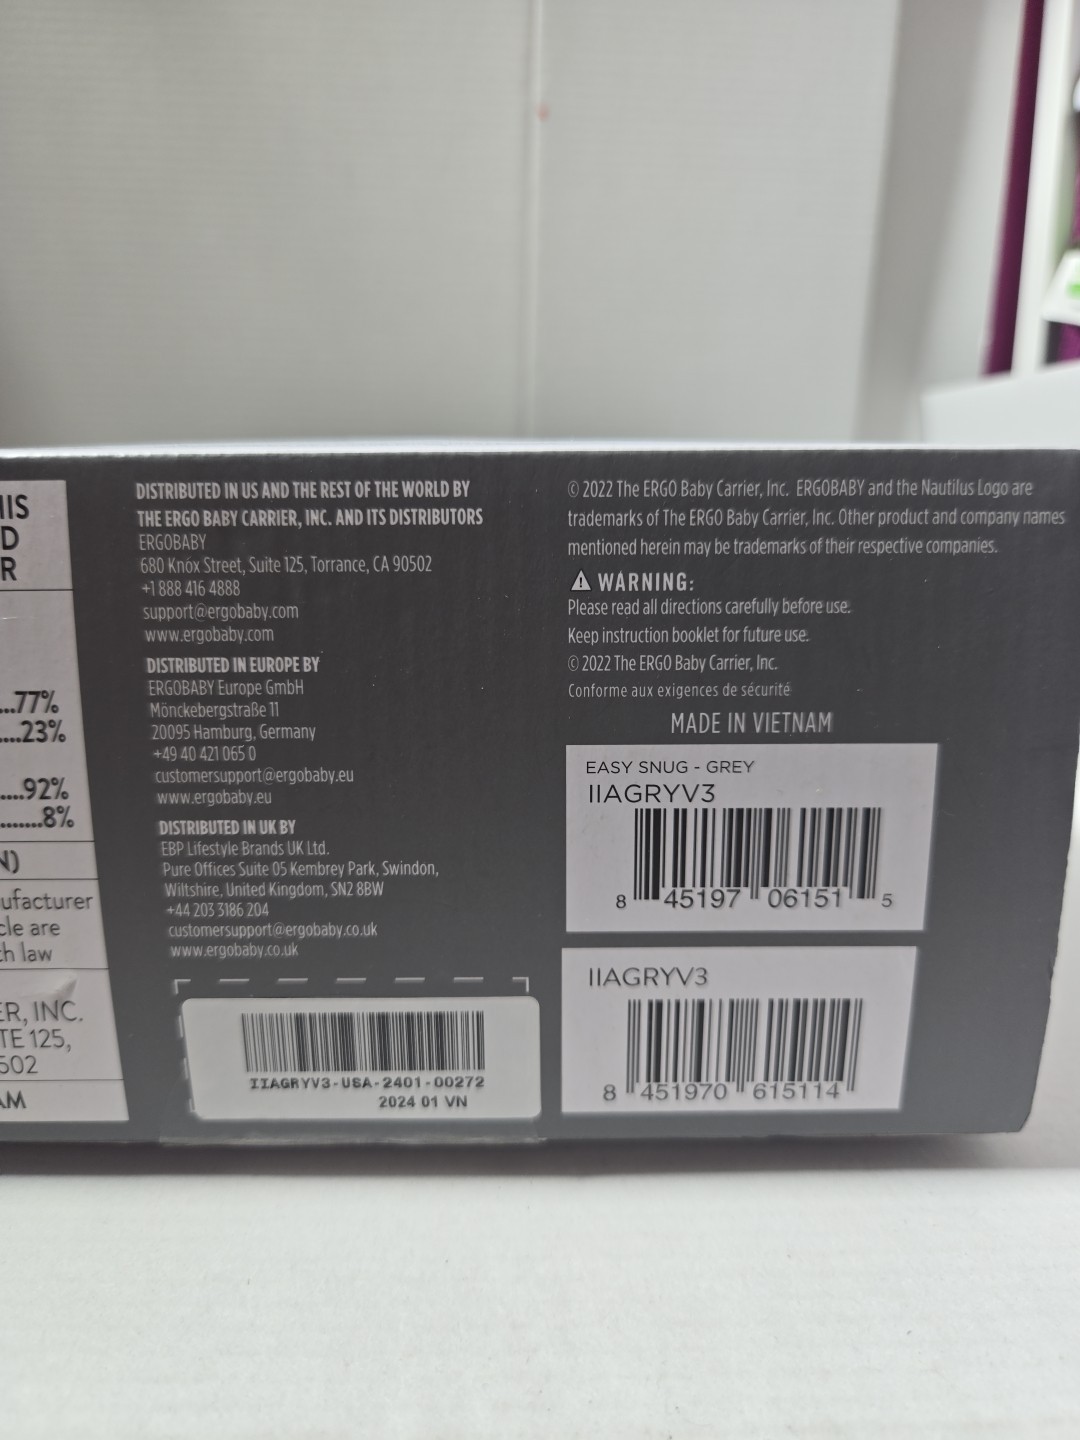 HIS
D
R
...77%
....23%
....92%
.......8%
N)
ufacturer
cle are
th law
ER, INC.
TE 125,
502
AM
DISTRIBUTED IN US AND THE REST OF THE WORLD BY
THE ERGO BABY CARRIER, INC. AND ITS DISTRIBUTORS
ERGOBABY
680 Knox Street, Suite 125, Torrance, CA 90502
+1 888 416 4888
support@ergobaby.com
www.ergobaby.com
DISTRIBUTED IN EUROPE BY
ERGOBABY Europe GmbH
Mönckebergstraße 11
20095 Hamburg, Germany
+49 40 421 065 0
customersupport@ergobaby.eu
www.ergobaby.eu
DISTRIBUTED IN UK BY
EBP Lifestyle Brands UK Ltd.
Pure Offices Suite 05 Kembrey Park, Swindon,
Wiltshire, United Kingdom, SN2 8BW
+44 203 3186 204
customersupport@ergobaby.co.uk
www.ergobaby.co.uk
IIAGRYV3-USA-2401-00272
2024 01 VN
© 2022 The ERGO Baby Carrier, Inc. ERGOBABY and the Nautilus Logo are
trademarks of The ERGO Baby Carrier, Inc. Other product and company names
mentioned herein may be trademarks of their respective companies.
⚠ WARNING:
Please read all directions carefully before use.
Keep instruction booklet for future use.
© 2022 The ERGO Baby Carrier, Inc.
Conforme aux exigences de sécurité
MADE IN VIETNAM
EASY SNUG - GREY
IIAGRYV3
8 45197 06151 5
IIAGRYV3
8 451970 615114